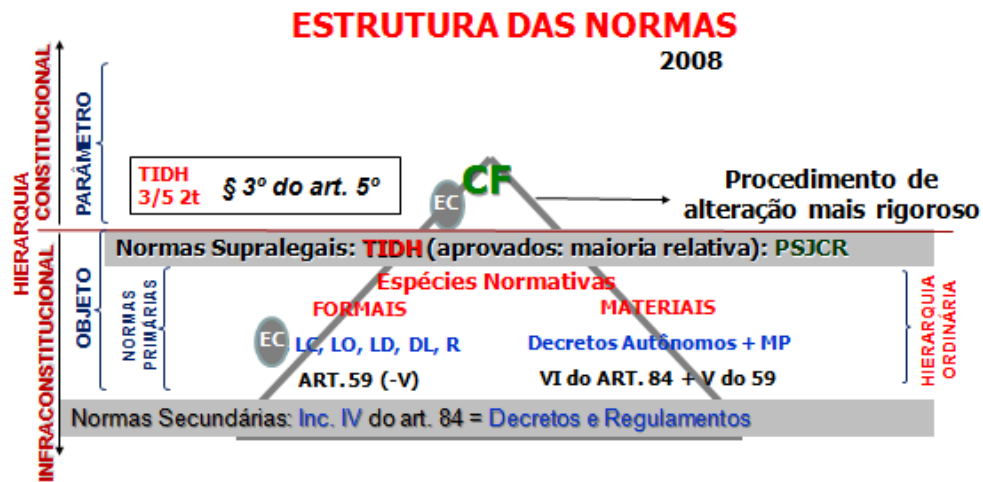 ESTRUTURA DAS NORMAS
2008
HIERARQUIA
CONSTITUCIONAL
PARÂMETRO
TIDH
3/5 2t
§ 3º do art. 5º
EC
CF
Procedimento de
alteração mais rigoroso
Normas Supralegais: TIDH (aprovados: maioria relativa): PSJCR
INFRACONSTITUCIONAL
OBJETO
NORMAS
PRIMÁRIAS
Espécies Normativas
FORMAIS
MATERIAIS
EC, LC, LO, LD, DL, R
Decretos Autônomos + MP
ART. 59 (-V)
VI do ART. 84 + V do 59
HIERARQUIA
ORDINÁRIA
Normas Secundárias: Inc. IV do art. 84 = Decretos e Regulamentos